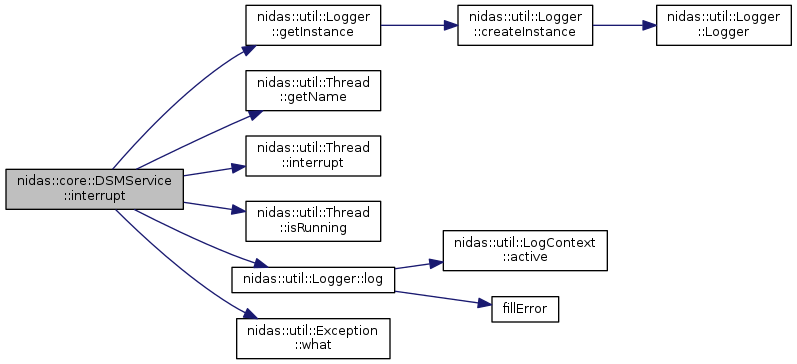 nidas::core::DSMService
::interrupt
nidas::util::Logger
::getInstance
nidas::util::Logger
::createInstance
nidas::util::Logger
::Logger
nidas::util::Thread
::getName
nidas::util::Thread
::interrupt
nidas::util::Thread
::isRunning
nidas::util::Logger::log
nidas::util::LogContext
::active
fillError
nidas::util::Exception
::what